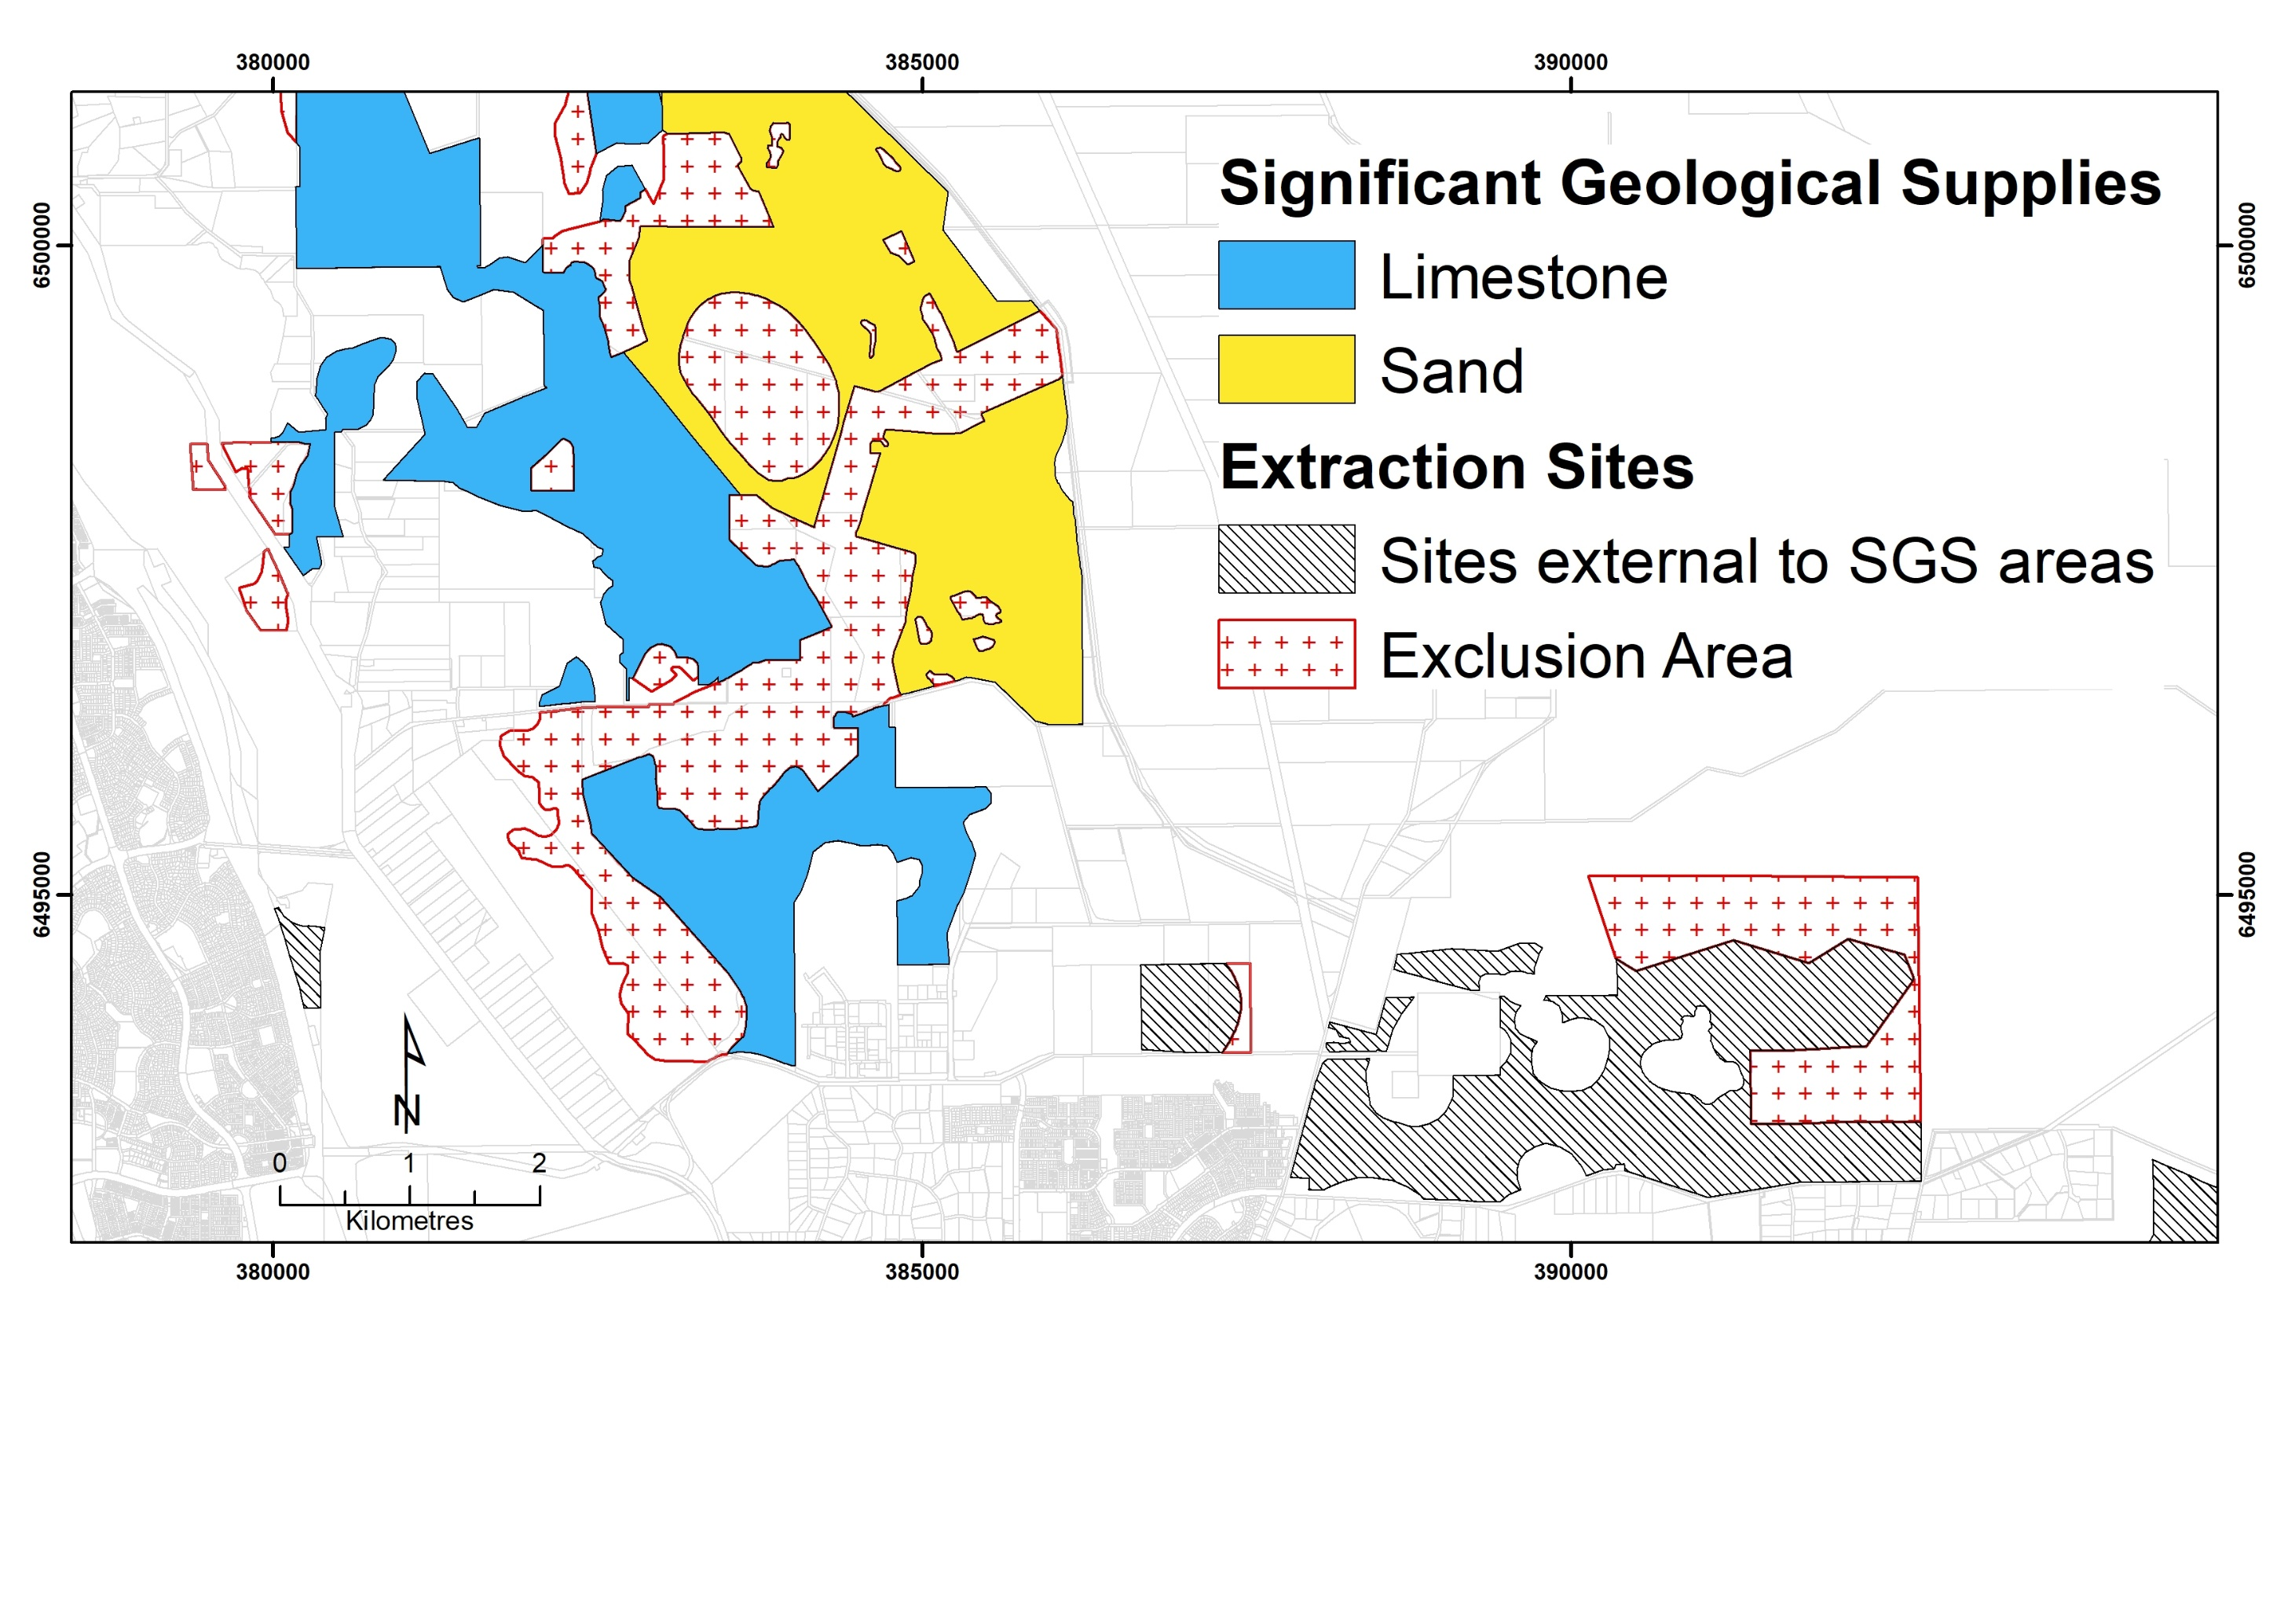 380000
385000
390000
6500000
6500000
Significant Geological Supplies
Limestone
Sand
Extraction Sites
Sites external to SGS areas
Exclusion Area
6495000
6495000
N
0 1 2
Kilometres
380000
385000
390000